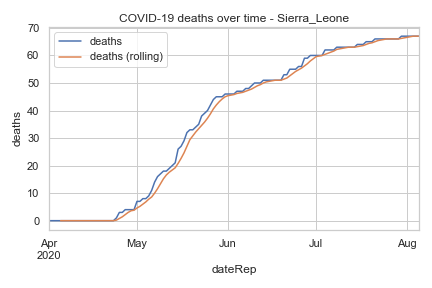 COVID-19 deaths over time - Sierra_Leone
deaths
deaths (rolling)
70
60
50
40
30
20
10
0
deaths
Apr
2020
May
Jun
Jul
Aug
dateRep